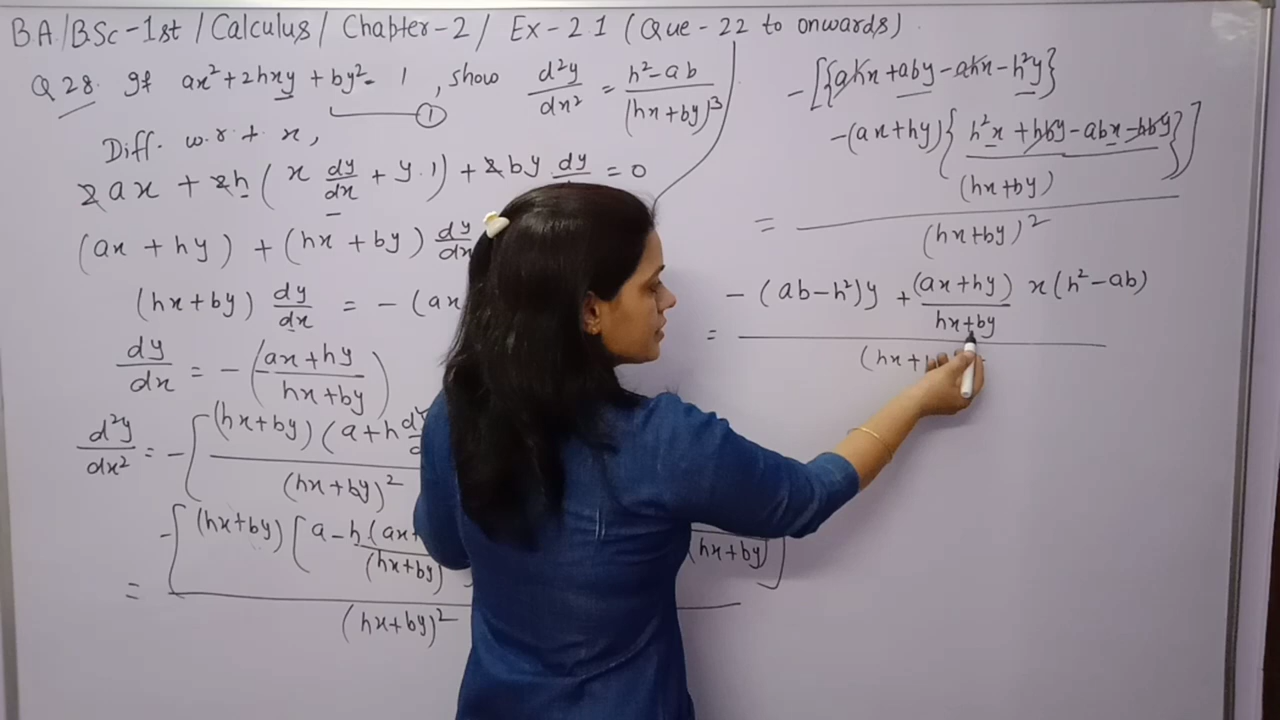 BA/BSc-1st / Calculus / Chapter-2 / Ex-2.1 (Que-22 to onwards).
Q28. If ax²+2hxy + by² = 1, show d²y/dx² = h²-ab/(hx+by)³
①
Diff. w.r.t x,
2ax + 2h ( x dy/dx + y.1) + 2by dy = 0
(ax + hy) + (hx + by) dy/dx
(hx+by) dy/dx = - (ax
dy/dx = - (ax+hy/hx+by)
d²y/dx² = - [(hx+by) (a+h dy/d
(hx+by)²
= -[(hx+by) [a - h (ax+
(hx+by)
(hx+by)]
(hx+by)²
-[{ahx + aby - ahx - h²y}
-(ax+hy){h²x + hby - abx - hby/(hx+by)}]
= (hx+by)²
= - (ab-h²)y + (ax+hy)/hx+by x(h²-ab)
(hx+